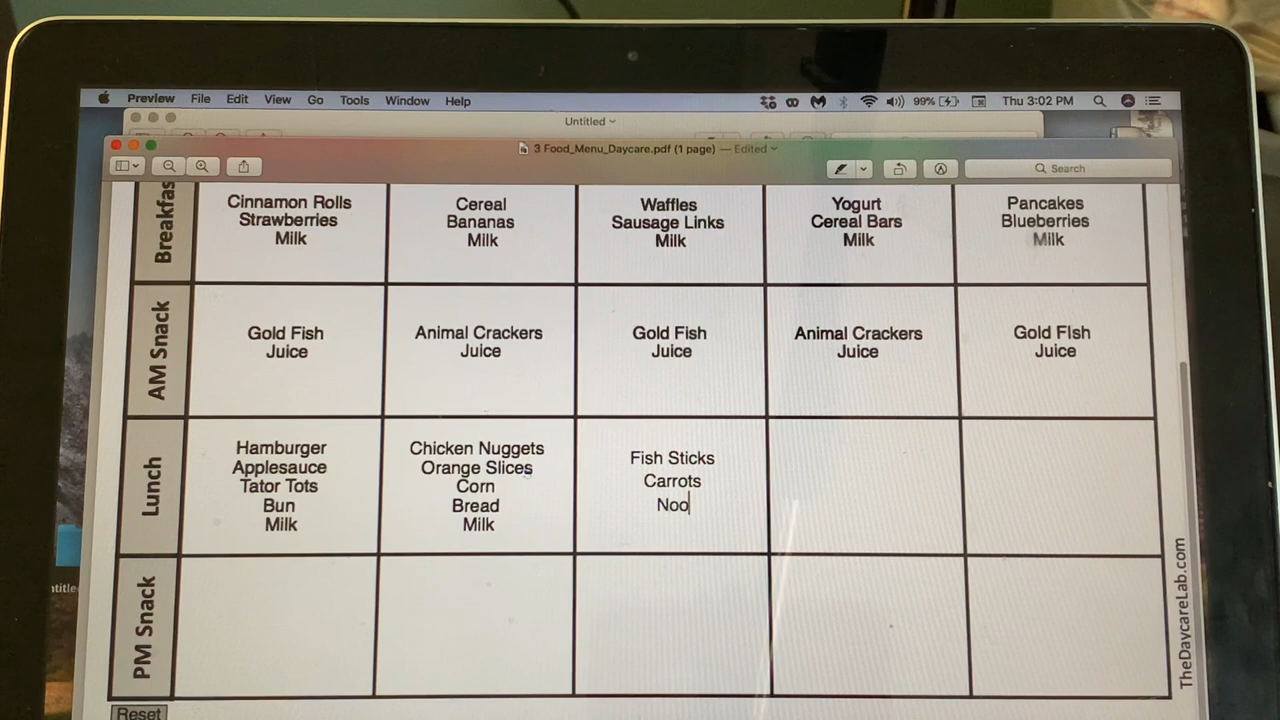 Preview File Edit View Go Tools Window Help 99% Thu 3:02 PM
Untitled
3 Food_Menu_Daycare.pdf (1 page) — Edited
Search
Breakfas
Cinnamon Rolls
Strawberries
Milk
Cereal
Bananas
Milk
Waffles
Sausage Links
Milk
Yogurt
Cereal Bars
Milk
Pancakes
Blueberries
Milk
AM Snack
Gold Fish
Juice
Animal Crackers
Juice
Gold Fish
Juice
Animal Crackers
Juice
Gold FIsh
Juice
Lunch
Hamburger
Applesauce
Tator Tots
Bun
Milk
Chicken Nuggets
Orange Slices
Corn
Bread
Milk
Fish Sticks
Carrots
Noo
PM Snack
TheDaycareLab.com
Reset